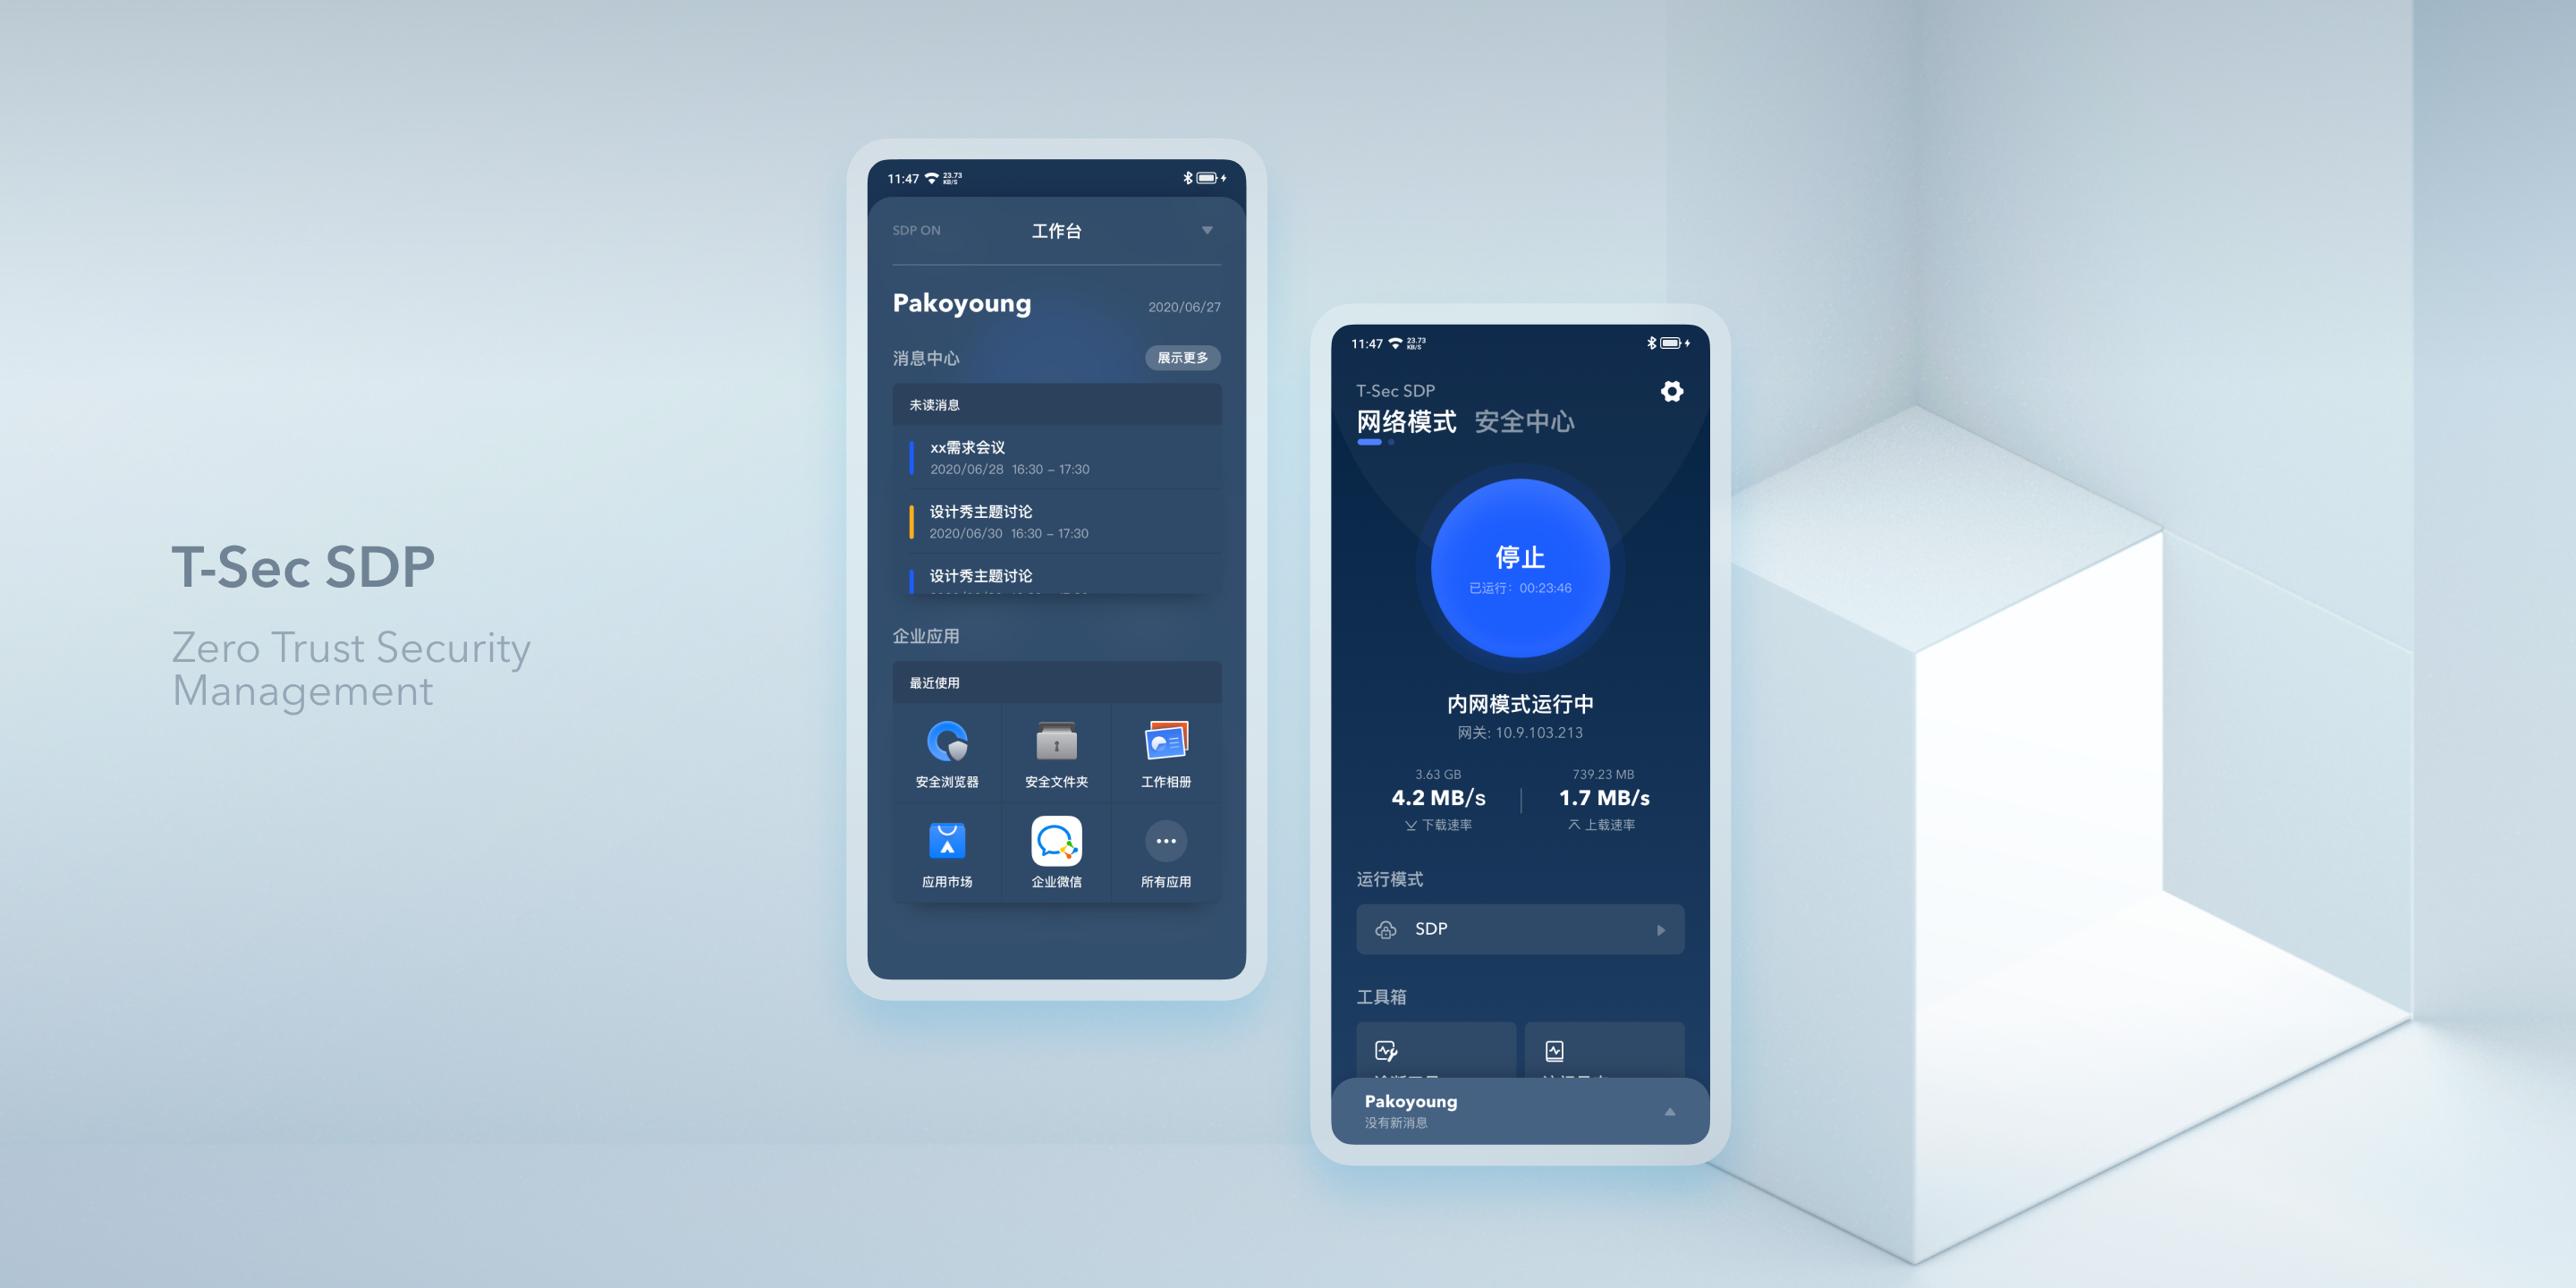 T-Sec SDP
Zero Trust Security
Management
11:47
23.73
KB/S
SDP ON
工作台
Pakoyoung
2020/06/27
消息中心
展示更多
未读消息
xx需求会议
2020/06/28 16:30 – 17:30
设计秀主题讨论
2020/06/30 16:30 – 17:30
设计秀主题讨论
企业应用
最近使用
安全浏览器
安全文件夹
工作相册
应用市场
企业微信
所有应用
11:47
23.73
KB/S
T-Sec SDP
网络模式 安全中心
停止
已运行：00:23:46
内网模式运行中
网关: 10.9.103.213
3.63 GB
4.2 MB/s
下载速率
739.23 MB
1.7 MB/s
上载速率
运行模式
SDP
工具箱
Pakoyoung
没有新消息